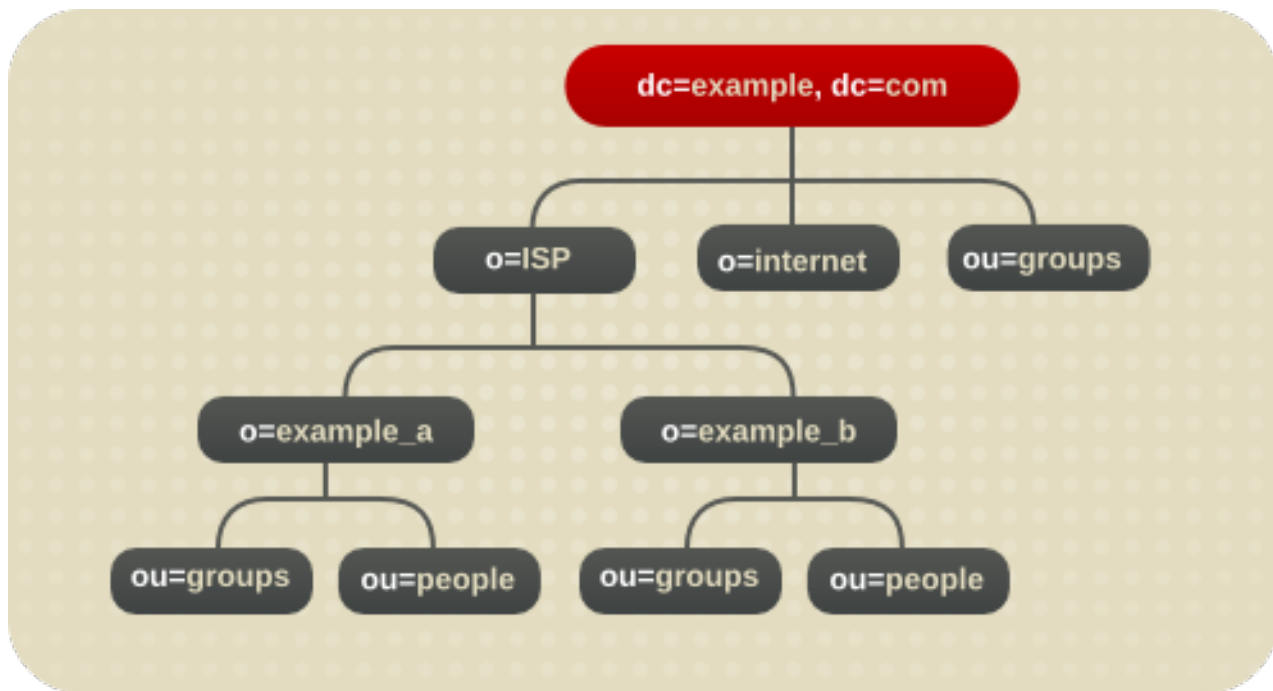 dc=example, dc=com
o=ISP
o=internet
ou=groups
o=example_a
o=example_b
ou=groups
ou=people
ou=groups
ou=people